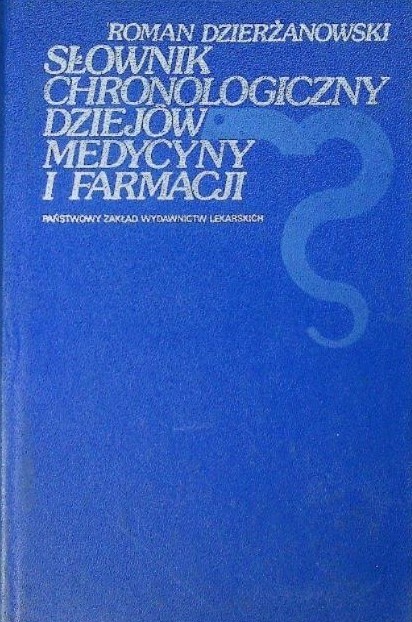 ROMAN DZIERŻANOWSKI
SŁOWNIK
CHRONOLOGICZNY
DZIEJÓW
MEDYCYNY
I FARMACJI
PAŃSTWOWY ZAKŁAD WYDAWNICTW LEKARSKICH